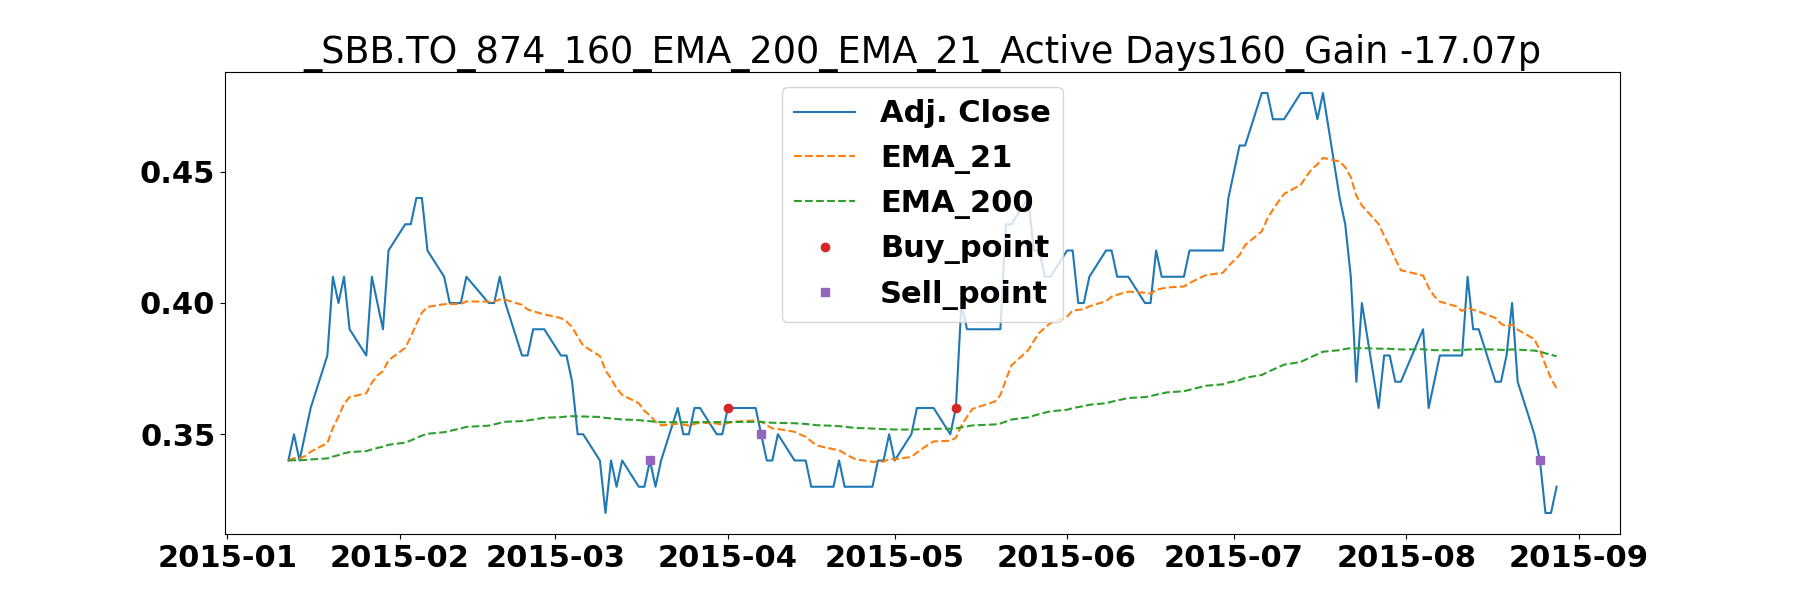 _SBB.TO_874_160_EMA_200_EMA_21_Active Days160_Gain -17.07p
Adj. Close
EMA_21
EMA_200
Buy_point
Sell_point
0.45
0.40
0.35
2015-01 2015-02 2015-03 2015-04 2015-05 2015-06 2015-07 2015-08 2015-09